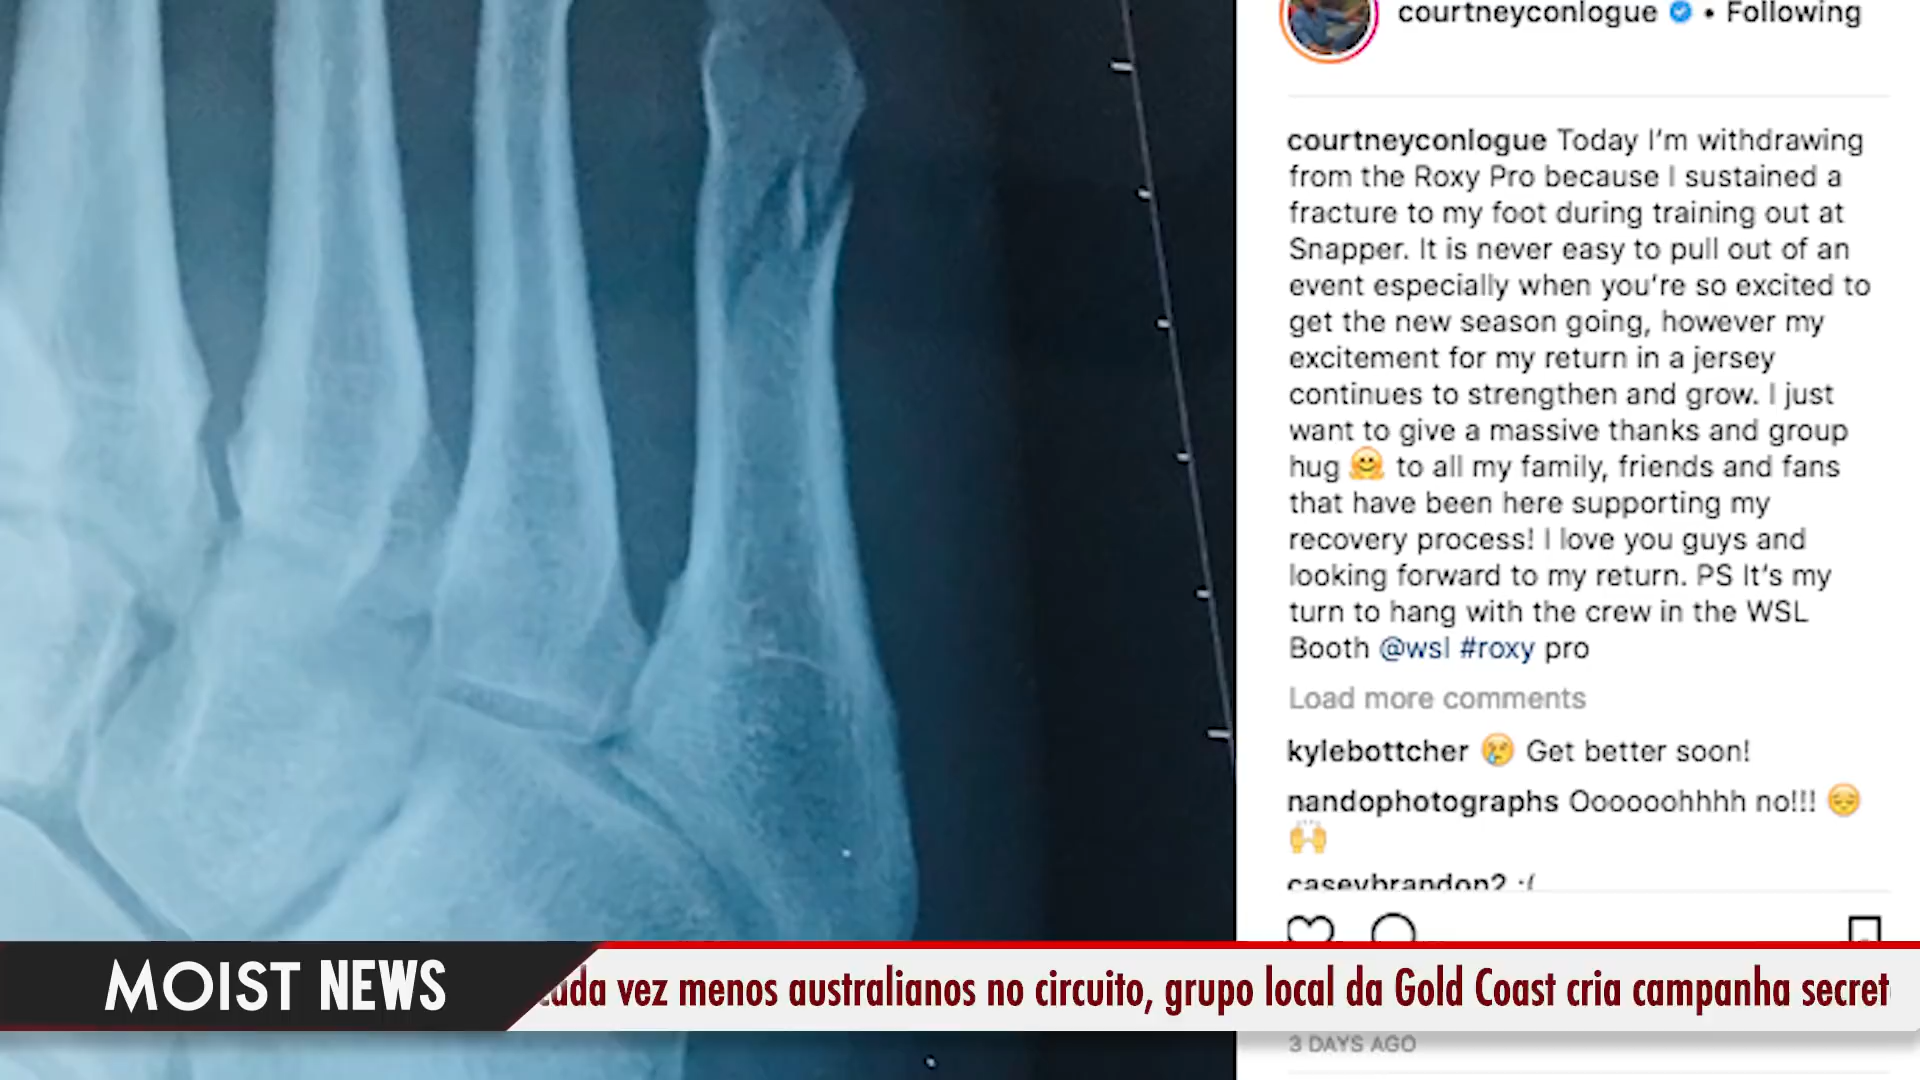 courtneyconlogue • Following
courtneyconlogue Today I'm withdrawing
from the Roxy Pro because I sustained a
fracture to my foot during training out at
Snapper. It is never easy to pull out of an
event especially when you're so excited to
get the new season going, however my
excitement for my return in a jersey
continues to strengthen and grow. I just
want to give a massive thanks and group
hug 🤗 to all my family, friends and fans
that have been here supporting my
recovery process! I love you guys and
looking forward to my return. PS It's my
turn to hang with the crew in the WSL
Booth @wsl #roxy pro
Load more comments
kylebottcher 😢 Get better soon!
nandophotographs Oooooohhhh no!!! 😔
🙌
caseybrandon2 :(
MOIST NEWS
vez menos australianos no circuito, grupo local da Gold Coast cria campanha secret
3 DAYS AGO